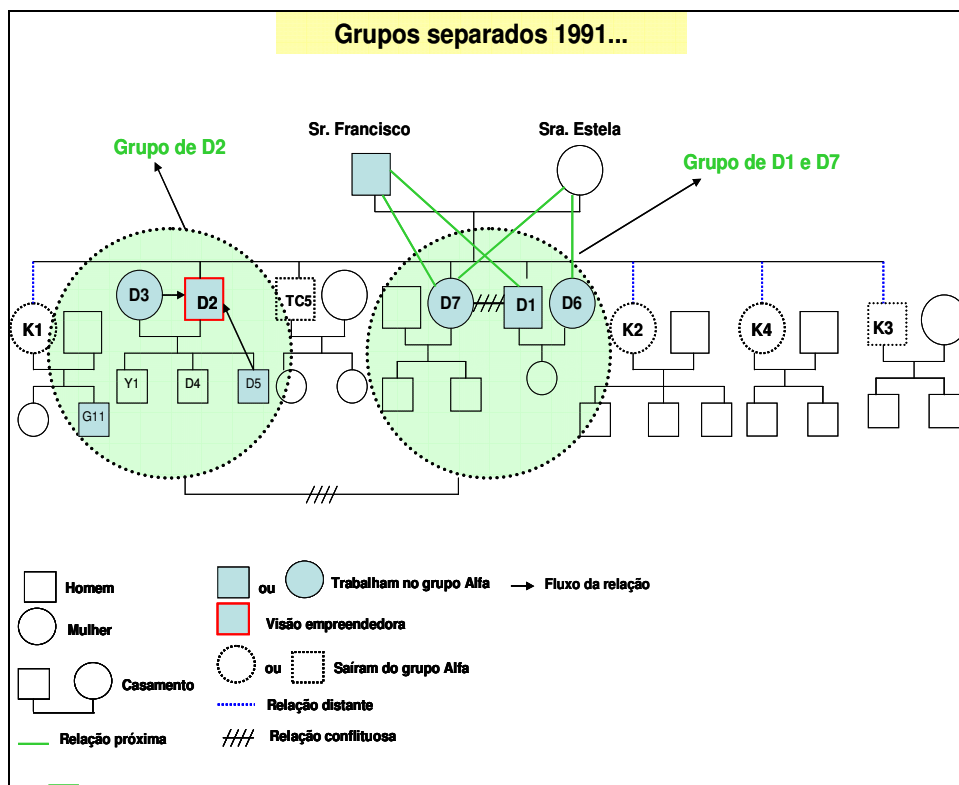 Grupos separados 1991...
Sr. Francisco
Sra. Estela
Grupo de D2
Grupo de D1 e D7
D3
D2
TC5
D7
D1
D6
K1
K2
K4
K3
Y1
D4
D5
G11
Homem
Mulher
Casamento
Relação próxima
ou
Trabalham no grupo Alfa
Visão empreendedora
ou
Saíram do grupo Alfa
Relação distante
Relação conflituosa
Fluxo da relação